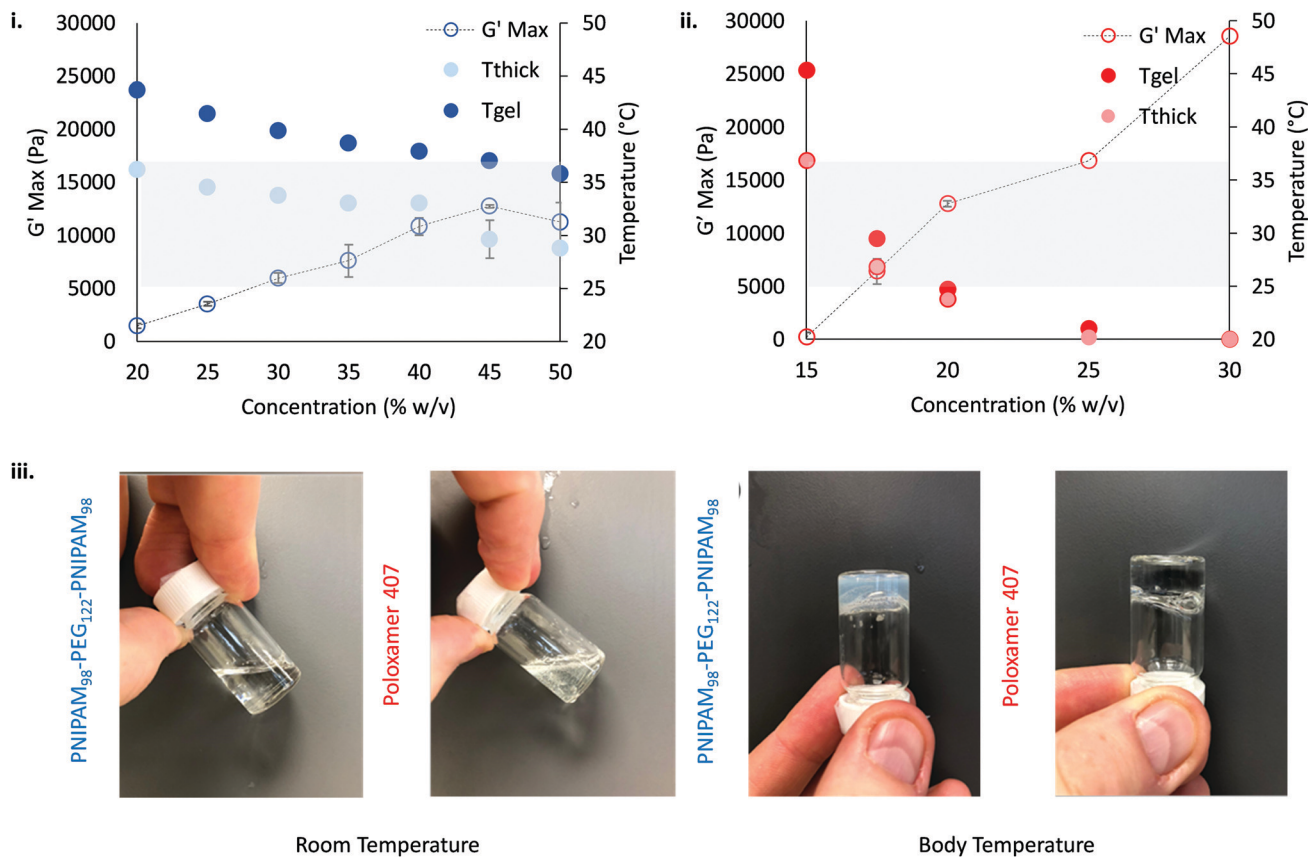 i.
G' Max (Pa)
30000
25000
20000
15000
10000
5000
0
G' Max
Tthick
Tgel
50
45
40
35
30
25
20
Temperature (°C)
20 25 30 35 40 45 50
Concentration (% w/v)
ii.
G’ Max (Pa)
30000
25000
20000
15000
10000
5000
0
G' Max
Tgel
Tthick
50
45
40
35
30
25
20
Temperature (°C)
15 20 25 30
Concentration (% w/v)
iii.
PNIPAM98-PEG122-PNIPAM98
Poloxamer 407
PNIPAM98-PEG122-PNIPAM98
Poloxamer 407
Room Temperature
Body Temperature